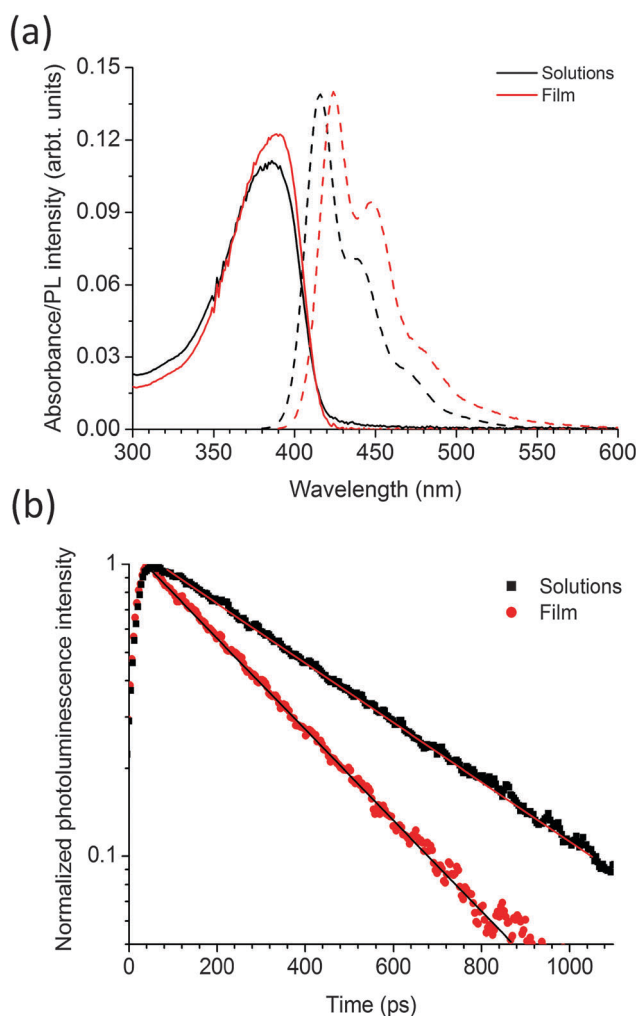 (a)
Absorbance/PL intensity (arbt. units)
0.15
0.12
0.09
0.06
0.03
0.00
Solutions
Film
300 350 400 450 500 550 600
Wavelength (nm)
(b)
Normalized photoluminescence intensity
1
0.1
Solutions
Film
0 200 400 600 800 1000
Time (ps)